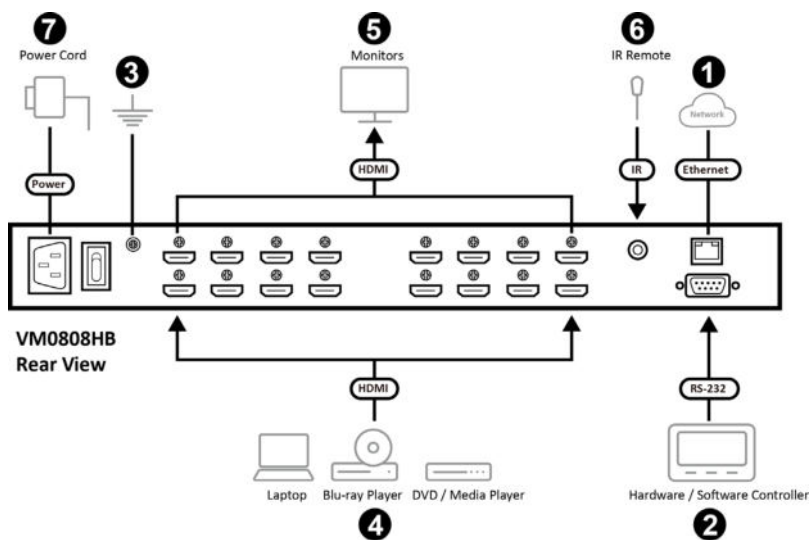 7
5
6
Power Cord
3
Monitors
IR Remote
1
Network
HDMI
IR
Ethernet
Power
VM0808HB
Rear View
HDMI
RS-232
Laptop
Blu-ray Player
DVD / Media Player
Hardware / Software Controller
4
2